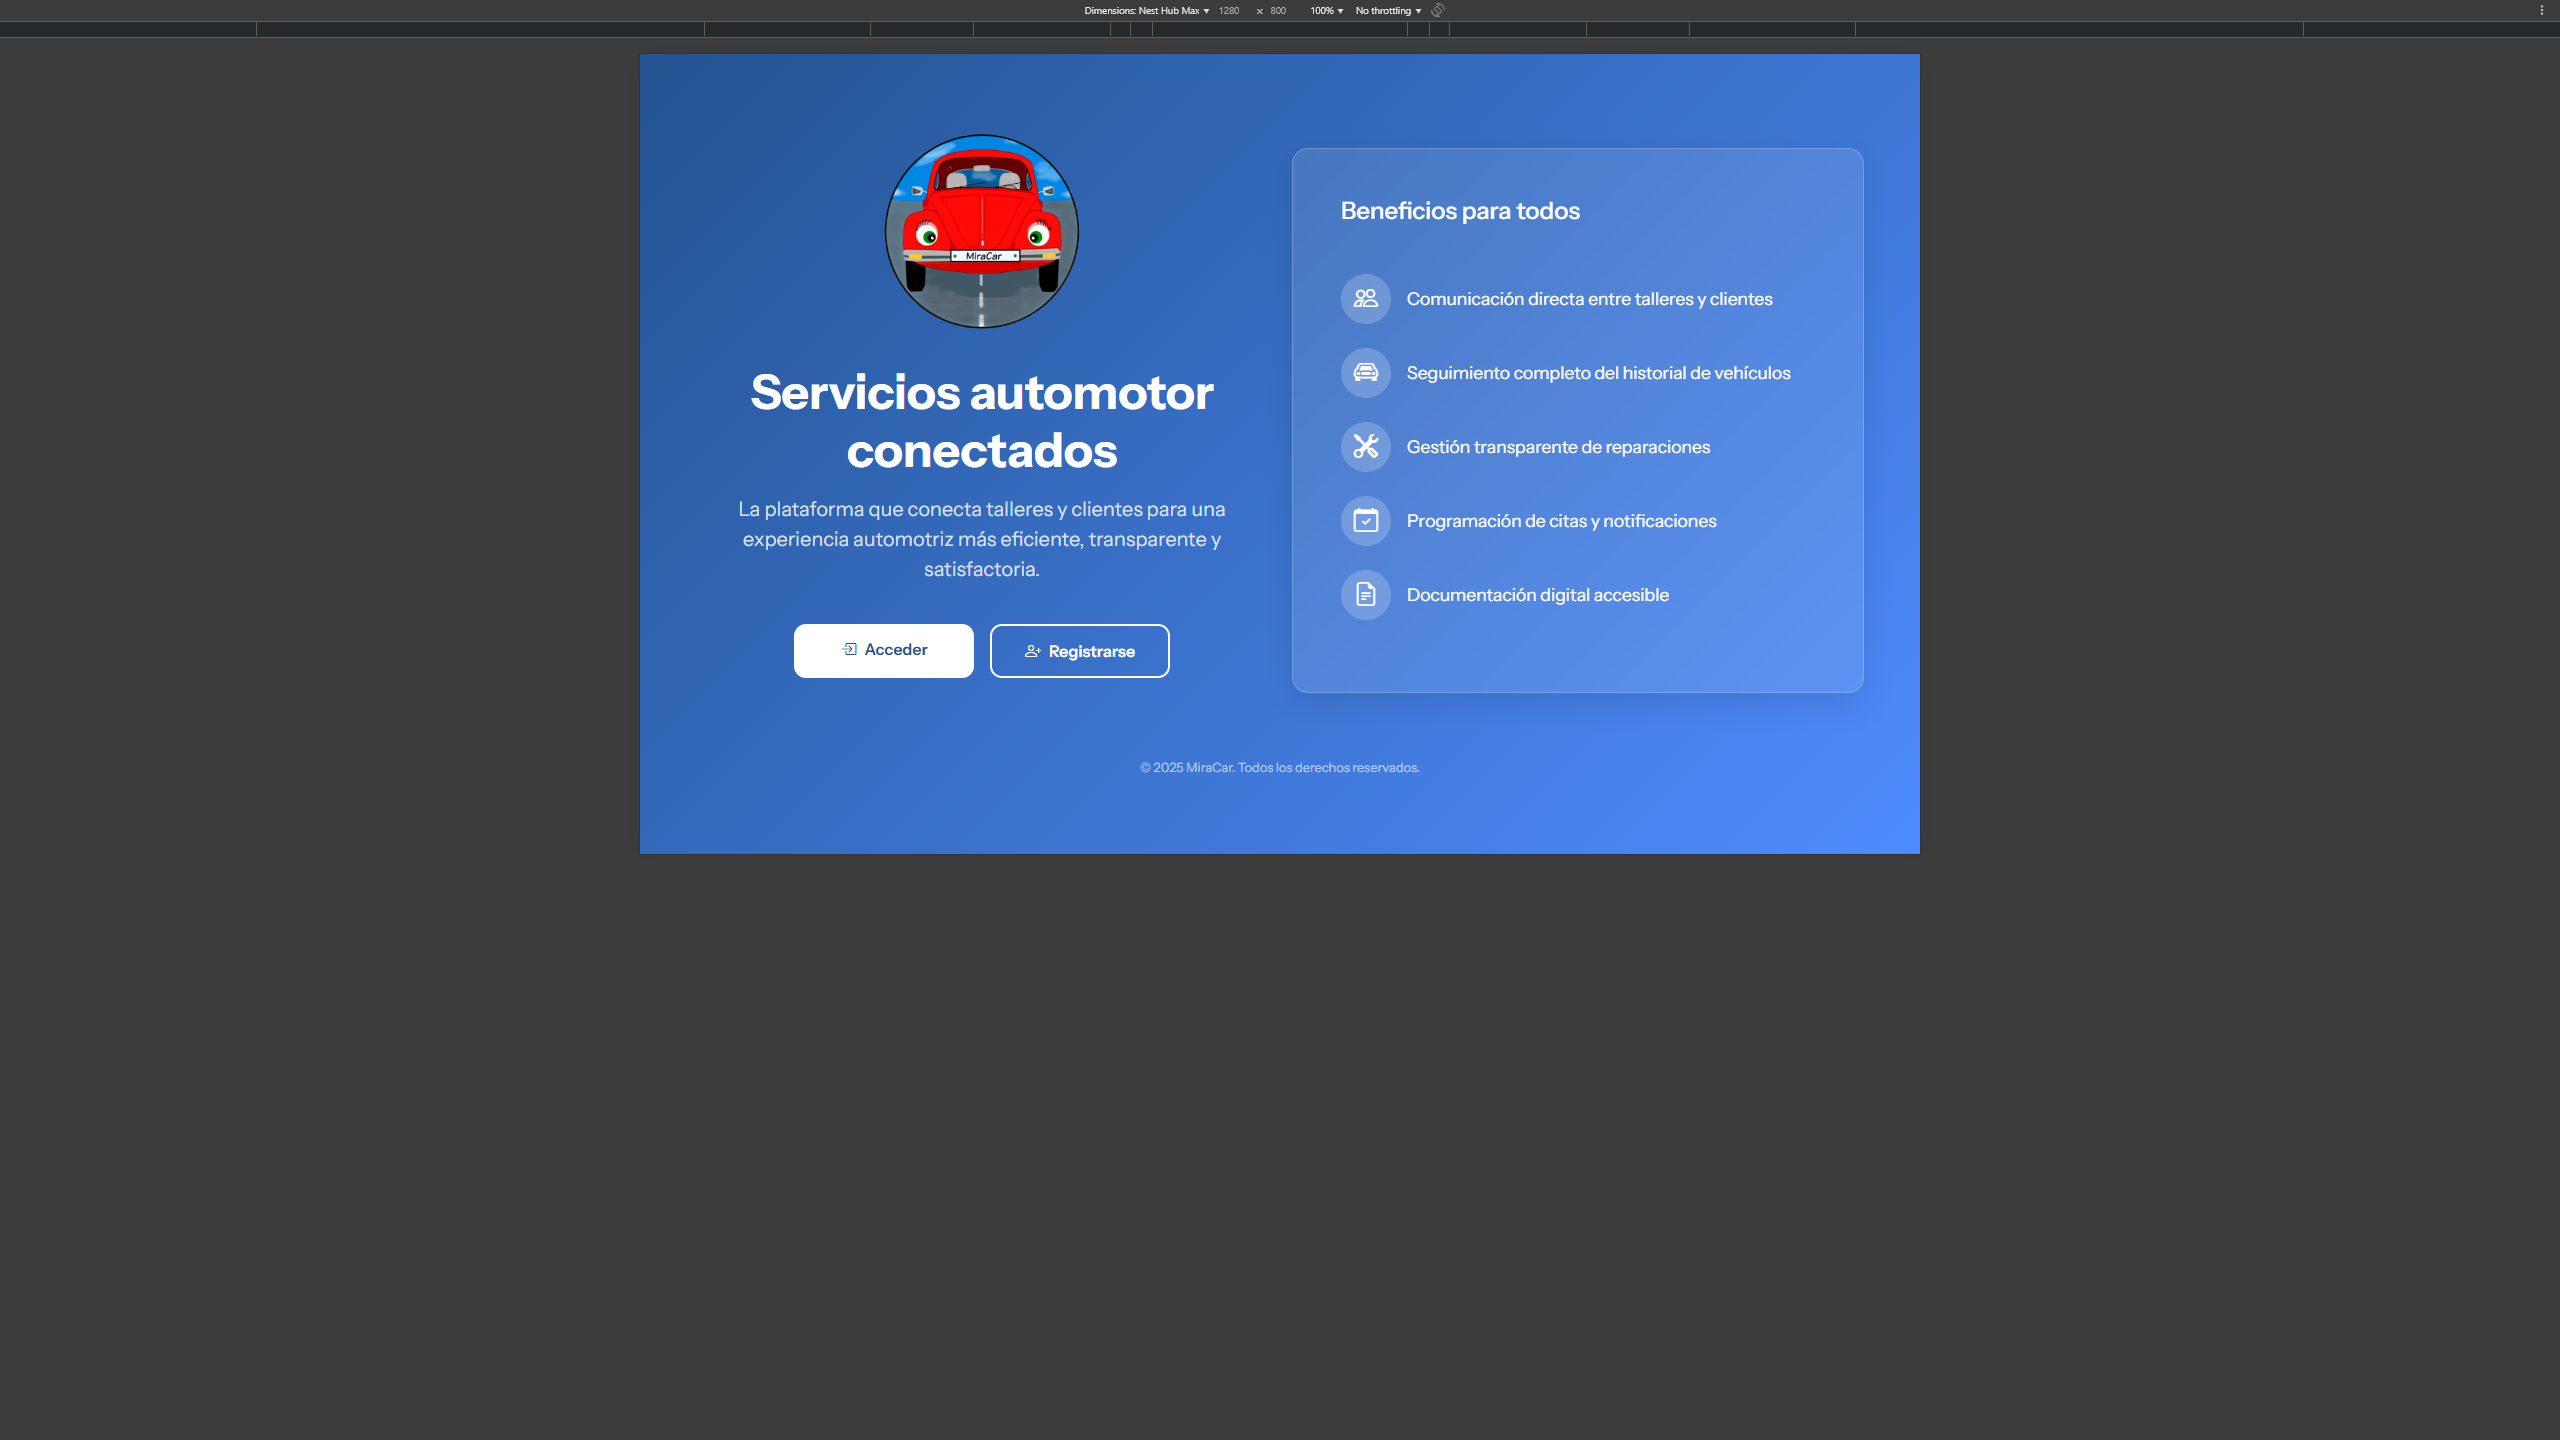 Dimensions: Nest Hub Max ▼ 1280 × 800 100% ▼ No throttling ▼
MiraCar
Servicios automotor
conectados
La plataforma que conecta talleres y clientes para una
experiencia automotriz más eficiente, transparente y
satisfactoria.
Acceder
Registrarse
Beneficios para todos
Comunicación directa entre talleres y clientes
Seguimiento completo del historial de vehículos
Gestión transparente de reparaciones
Programación de citas y notificaciones
Documentación digital accesible
© 2025 MiraCar. Todos los derechos reservados.